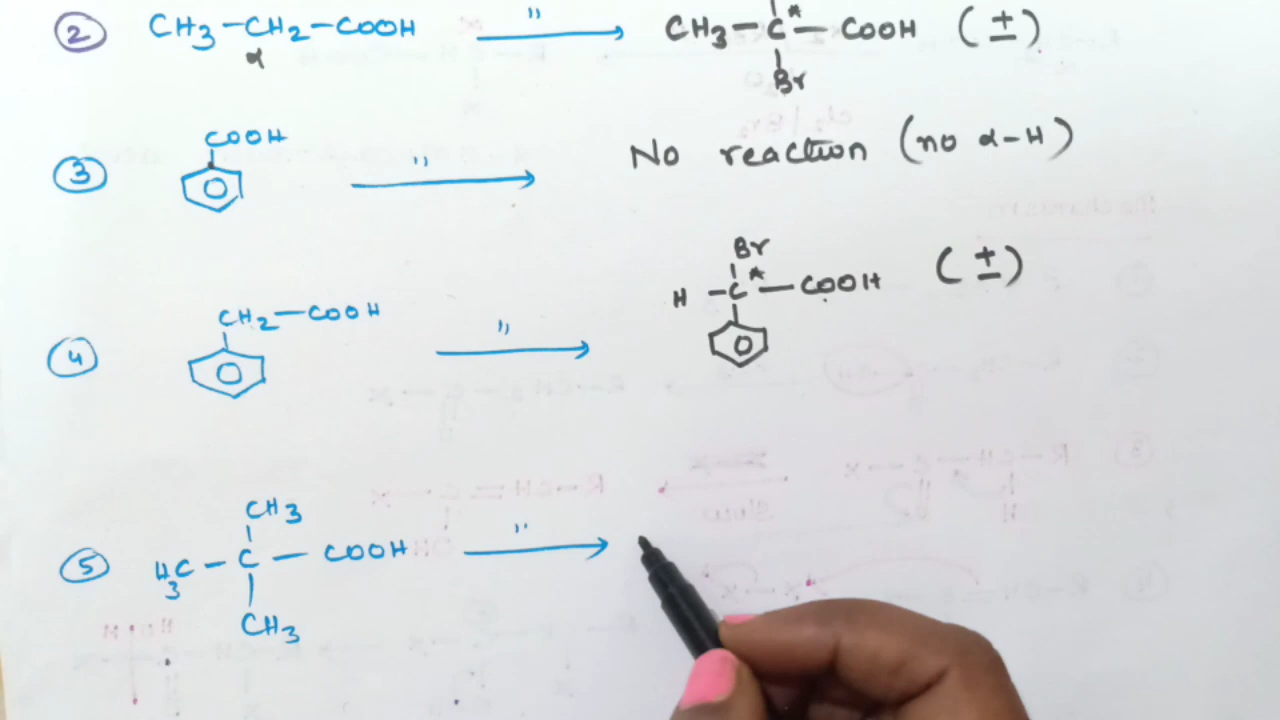 ② CH3-CH2-COOH " → CH3-C*-COOH (±)
α
Br
③ COOH " → No reaction (no α-H)
④ CH2-COOH " → H-C*-COOH (±)
Br
CH3
⑤ H3C-C-COOH " →
CH3